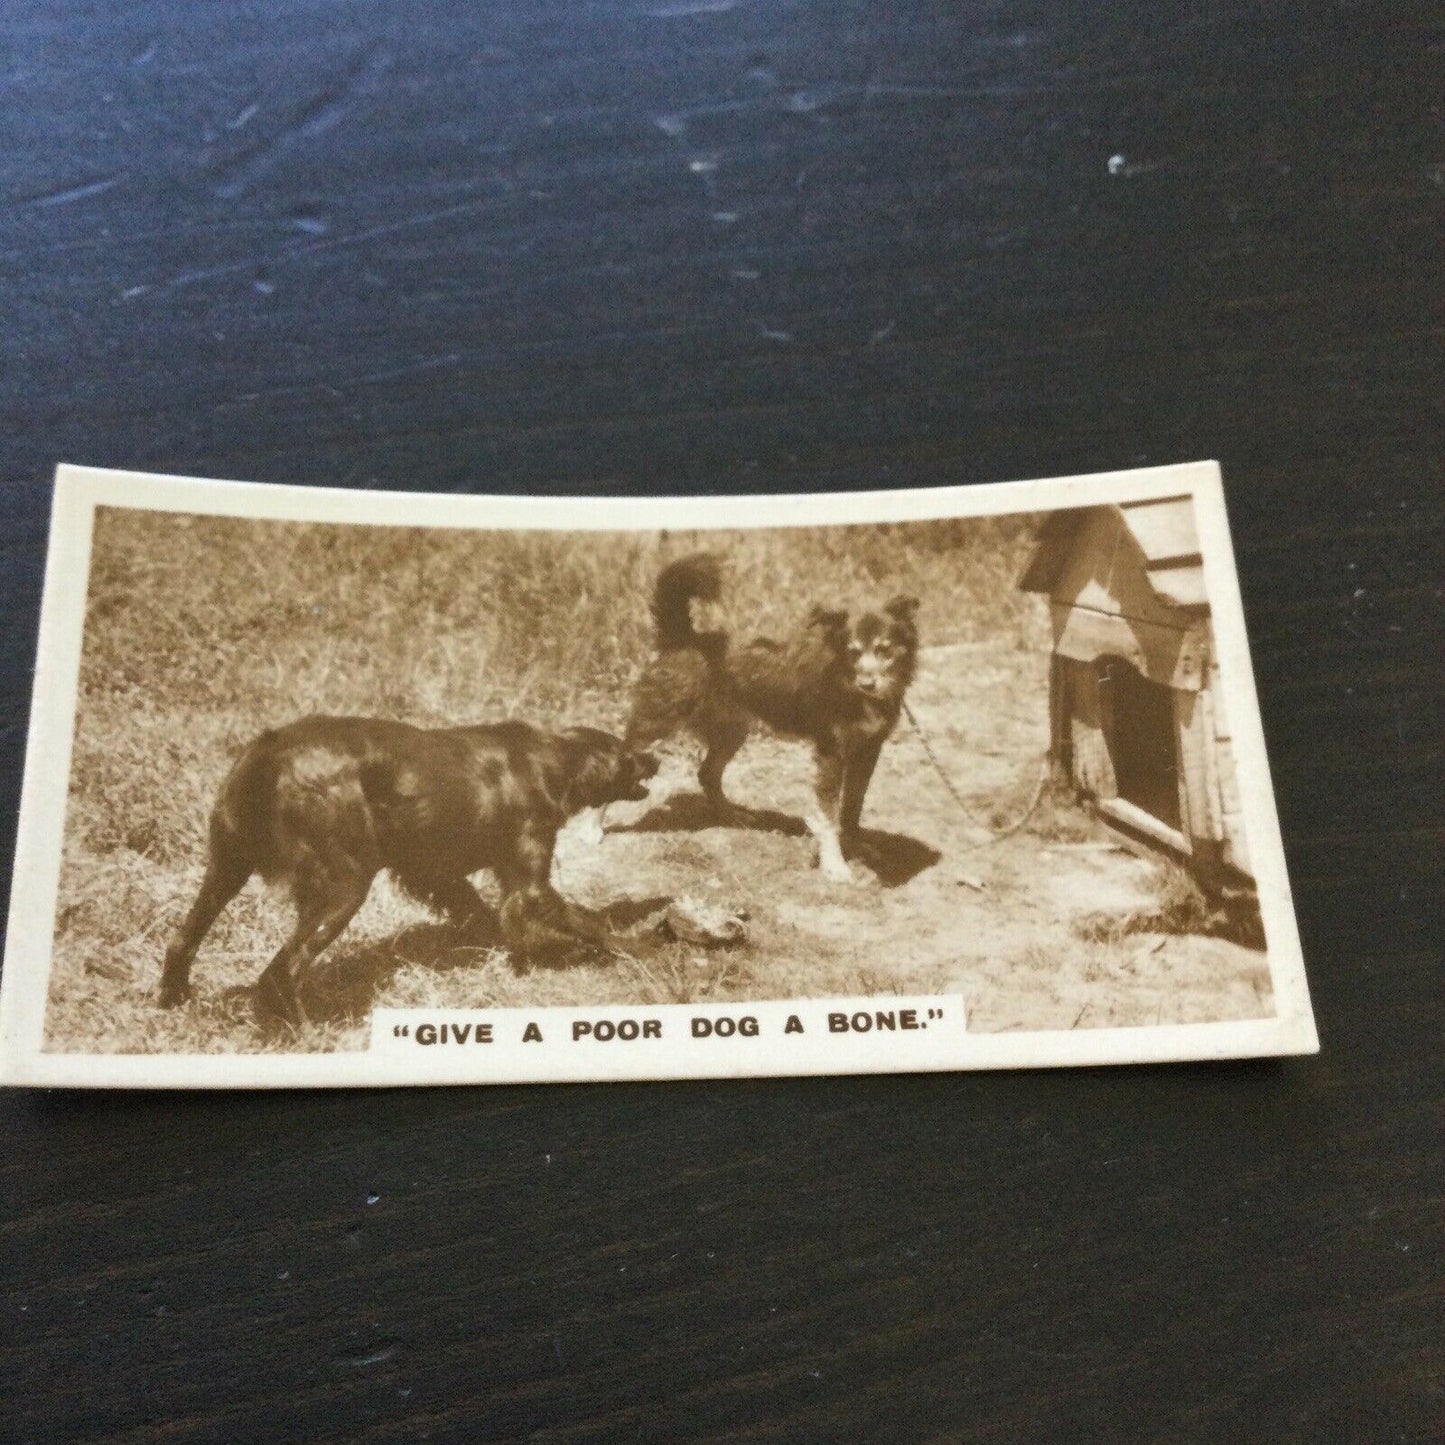 “GIVE A POOR DOG A BONE.”